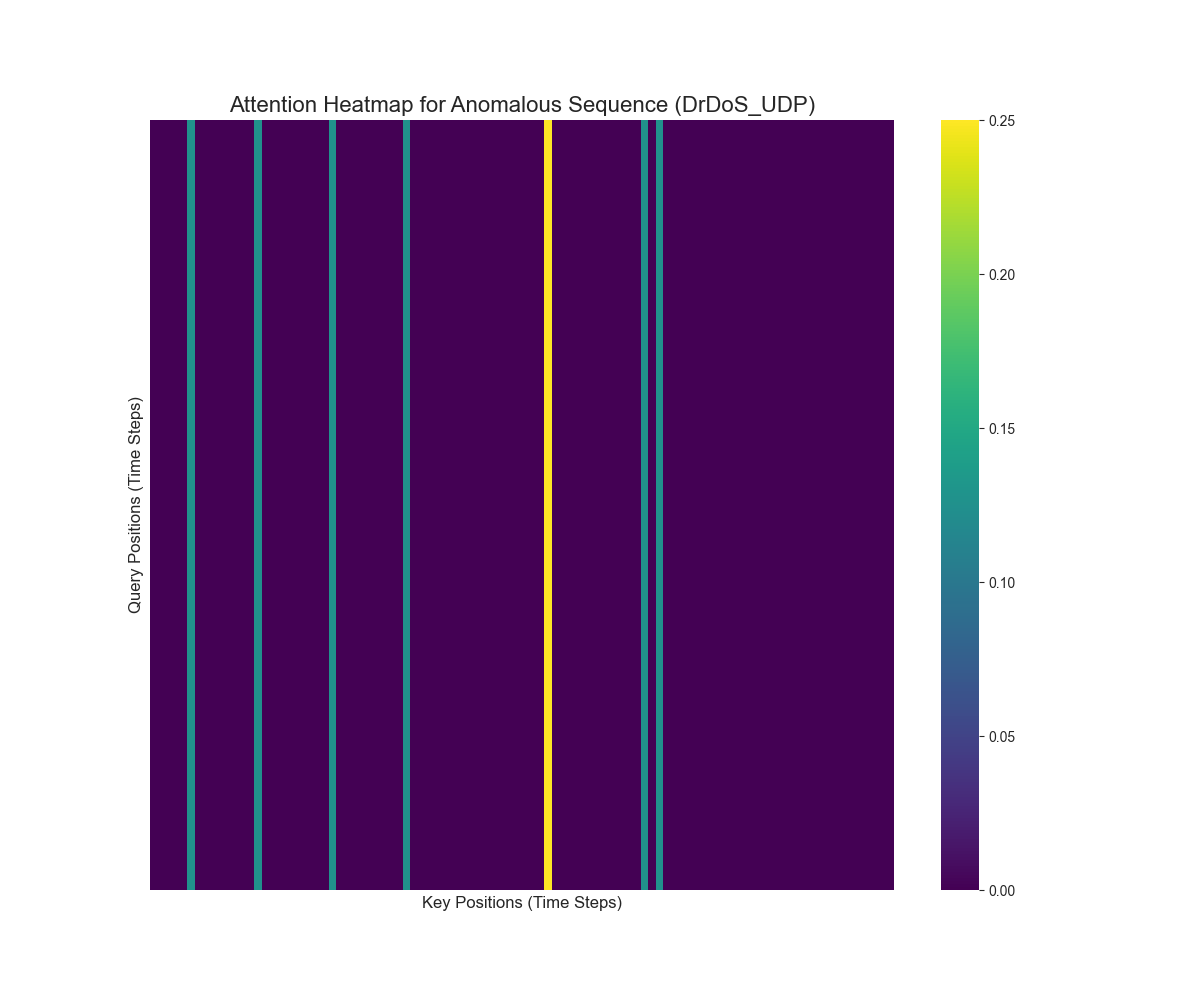 Attention Heatmap for Anomalous Sequence (DrDoS_UDP)
Query Positions (Time Steps)
Key Positions (Time Steps)
0.25
0.20
0.15
0.10
0.05
0.00